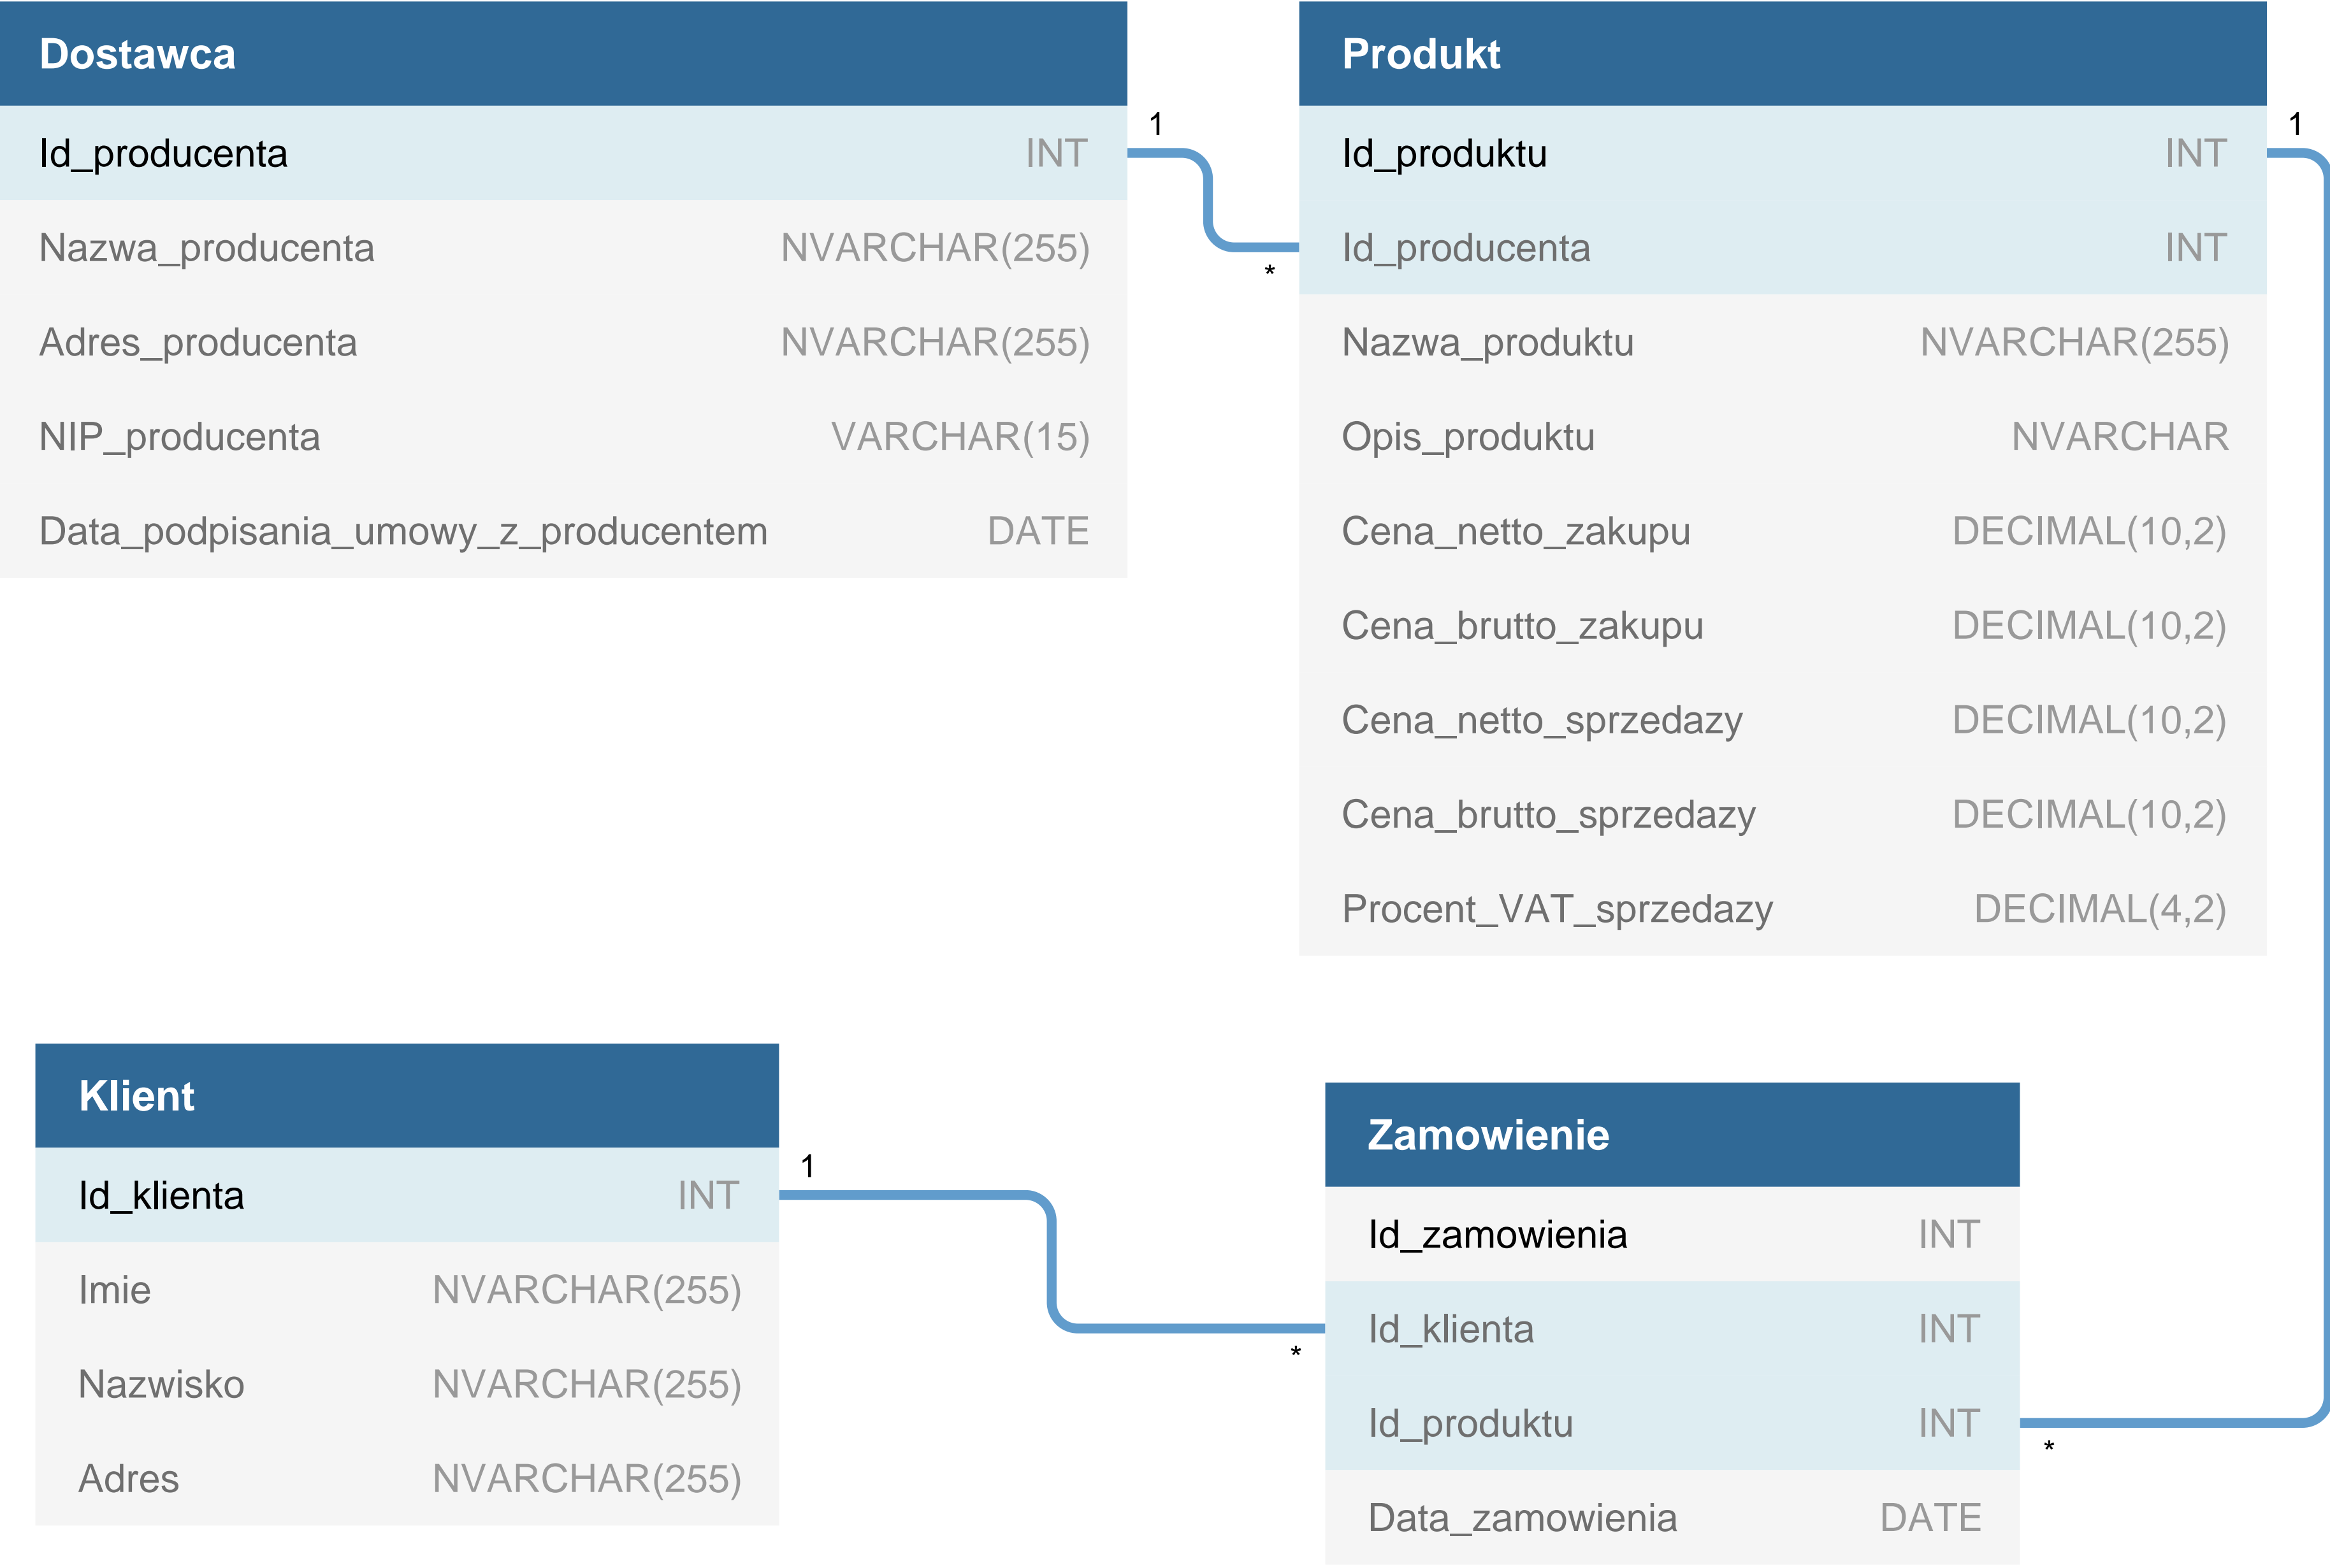 Dostawca
Id_producenta INT
Nazwa_producenta NVARCHAR(255)
Adres_producenta NVARCHAR(255)
NIP_producenta VARCHAR(15)
Data_podpisania_umowy_z_producentem DATE
1
*
Produkt
Id_produktu INT
Id_producenta INT
Nazwa_produktu NVARCHAR(255)
Opis_produktu NVARCHAR
Cena_netto_zakupu DECIMAL(10,2)
Cena_brutto_zakupu DECIMAL(10,2)
Cena_netto_sprzedazy DECIMAL(10,2)
Cena_brutto_sprzedazy DECIMAL(10,2)
Procent_VAT_sprzedazy DECIMAL(4,2)
1
Klient
Id_klienta INT
Imie NVARCHAR(255)
Nazwisko NVARCHAR(255)
Adres NVARCHAR(255)
1
*
Zamowienie
Id_zamowienia INT
Id_klienta INT
Id_produktu INT
Data_zamowienia DATE
*